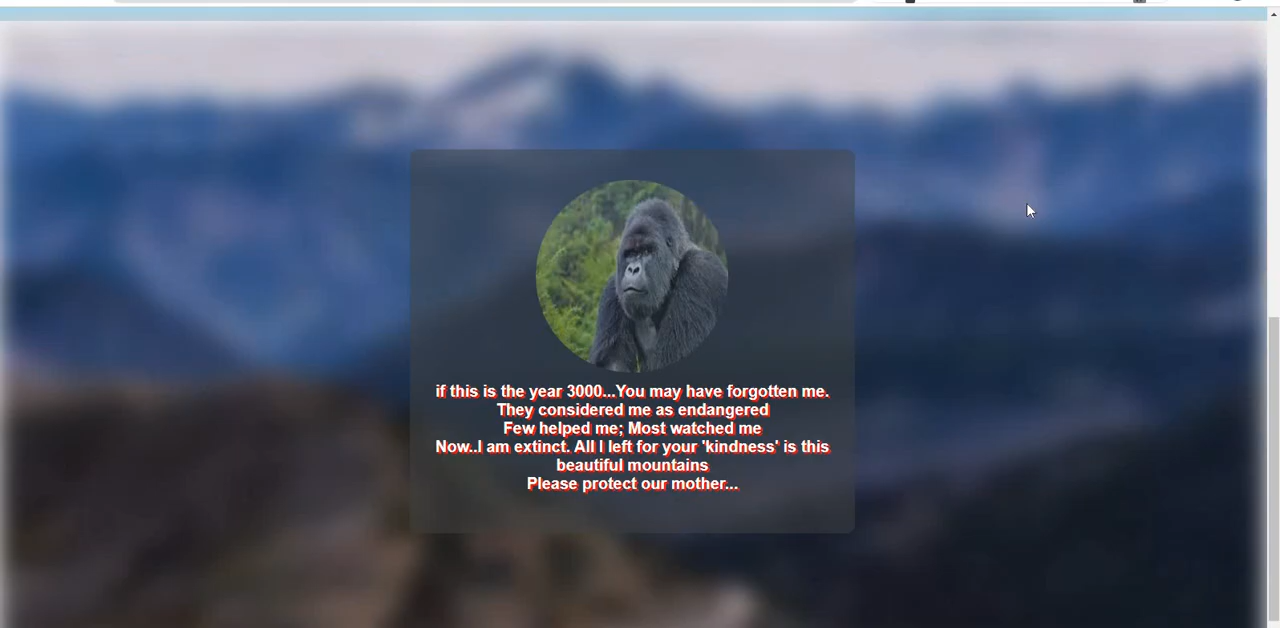 if this is the year 3000...You may have forgotten me.
They considered me as endangered
Few helped me; Most watched me
Now..I am extinct. All I left for your 'kindness' is this
beautiful mountains
Please protect our mother...